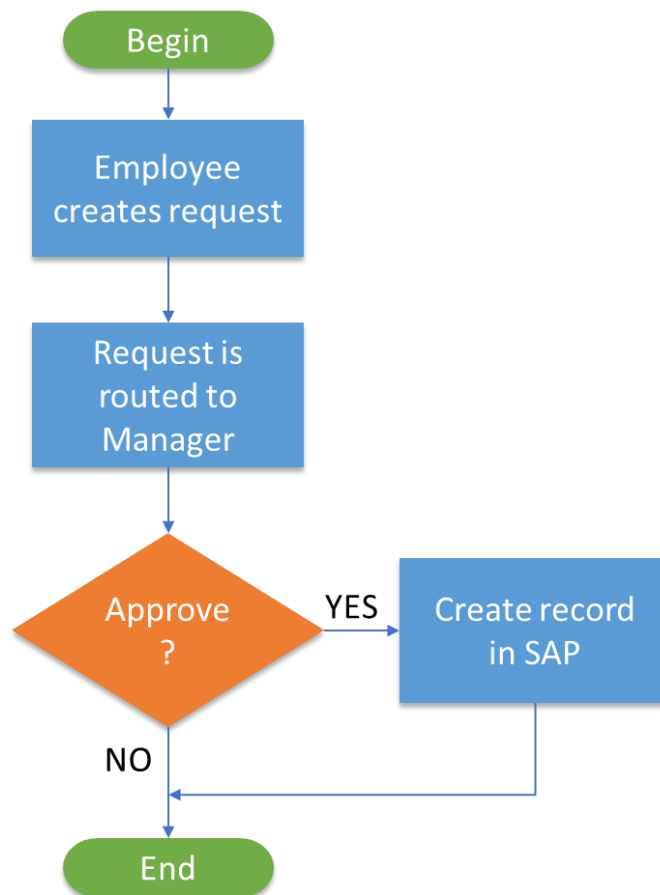 Begin
Employee
creates request
Request is
routed to
Manager
Approve
?
YES
Create record
in SAP
NO
End